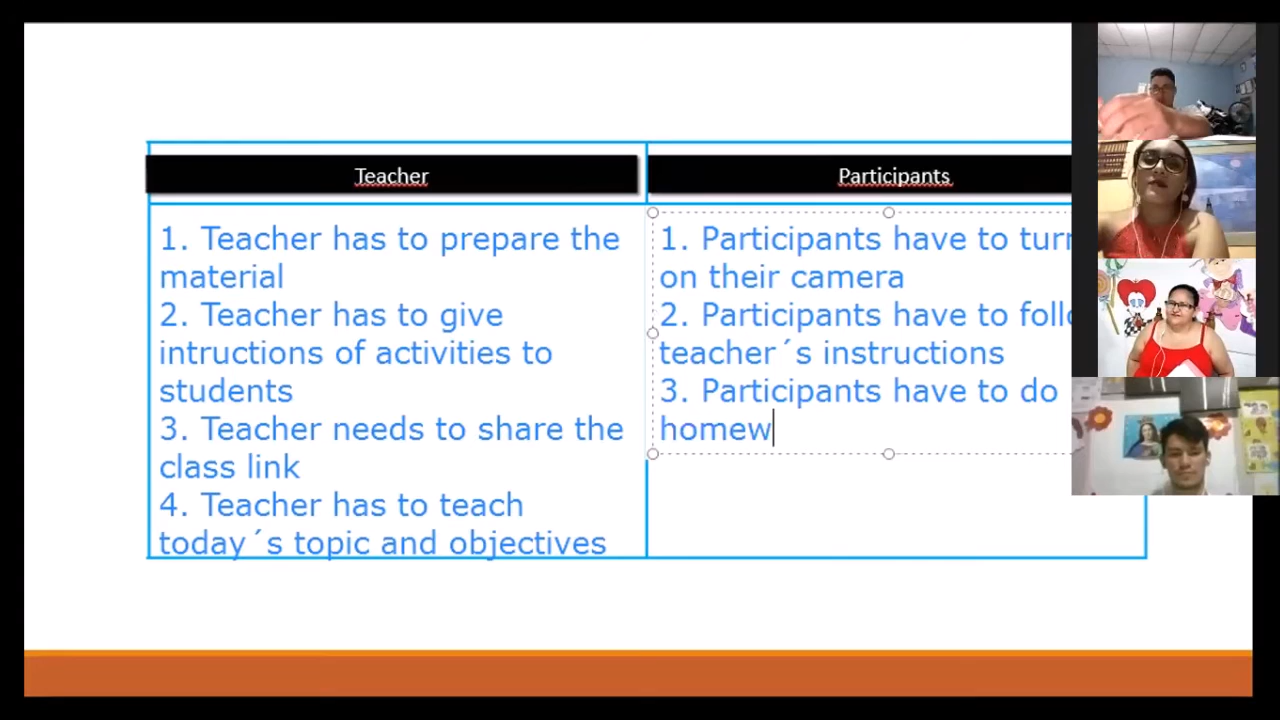 Teacher
Participants
1. Teacher has to prepare the
material
2. Teacher has to give
intructions of activities to
students
3. Teacher needs to share the
class link
4. Teacher has to teach
today´s topic and objectives
1. Participants have to
on their camera
2. Participants have to
teacher´s instructions
3. Participants have to do
homew